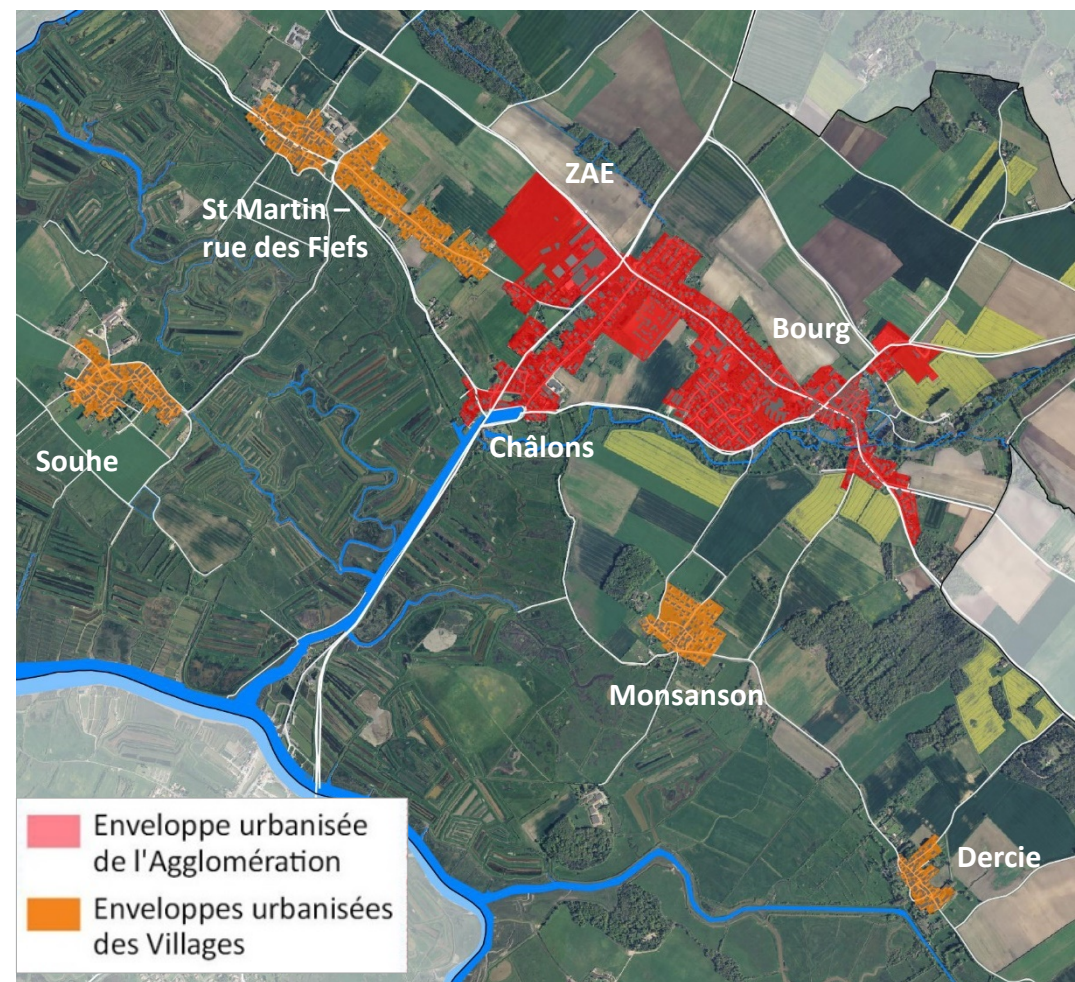 ZAE
St Martin –
rue des Fiefs
Bourg
Châlons
Souhe
Monsanson
Dercie
Enveloppe urbanisée
de l'Agglomération
Enveloppes urbanisées
des Villages